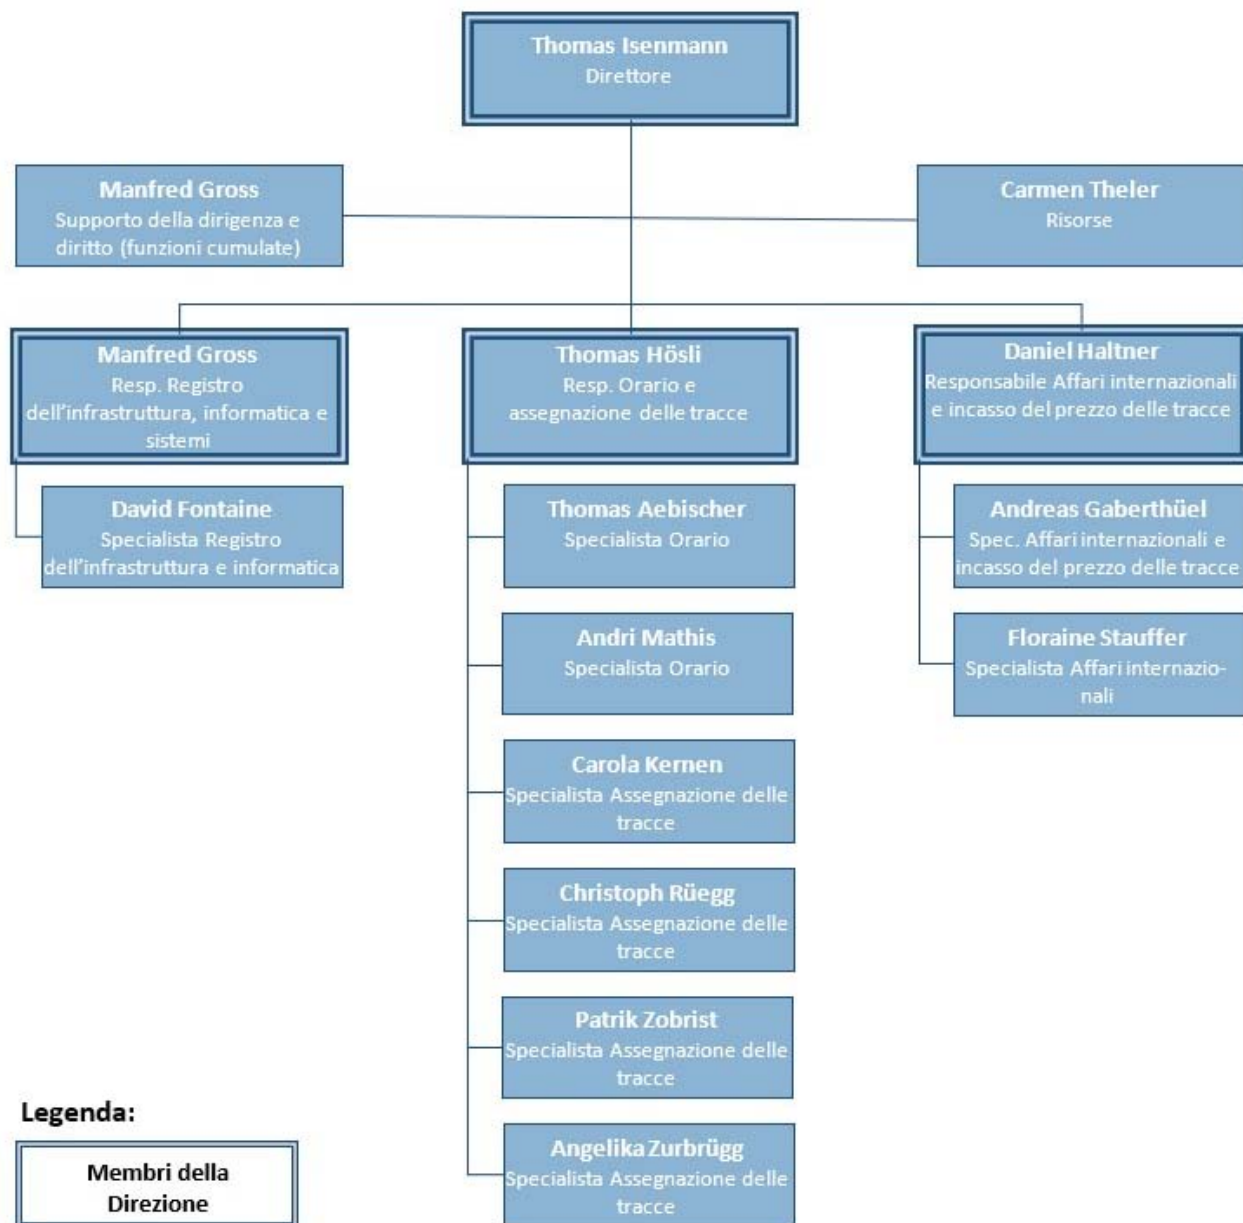 Thomas Isenmann
Direttore
Manfred Gross
Supporto della dirigenza e
diritto (funzioni cumulate)
Carmen Theler
Risorse
Manfred Gross
Resp. Registro
dell'infrastruttura, informatica e
sistemi
Thomas Hösli
Resp. Orario e
assegnazione delle tracce
Daniel Haltner
Responsabile Affari internazionali
e incasso del prezzo delle tracce
David Fontaine
Specialista Registro
dell'infrastruttura e informatica
Thomas Aebischer
Specialista Orario
Andri Mathis
Specialista Orario
Carola Kernen
Specialista Assegnazione delle
tracce
Christoph Rüegg
Specialista Assegnazione delle
tracce
Patrik Zobrist
Specialista Assegnazione delle
tracce
Angelika Zurbrügg
Specialista Assegnazione delle
tracce
Andreas Gaberthüel
Spec. Affari internazionali e
incasso del prezzo delle tracce
Floraine Stauffer
Specialista Affari internazio-
nali
Legenda:
Membri della
Direzione